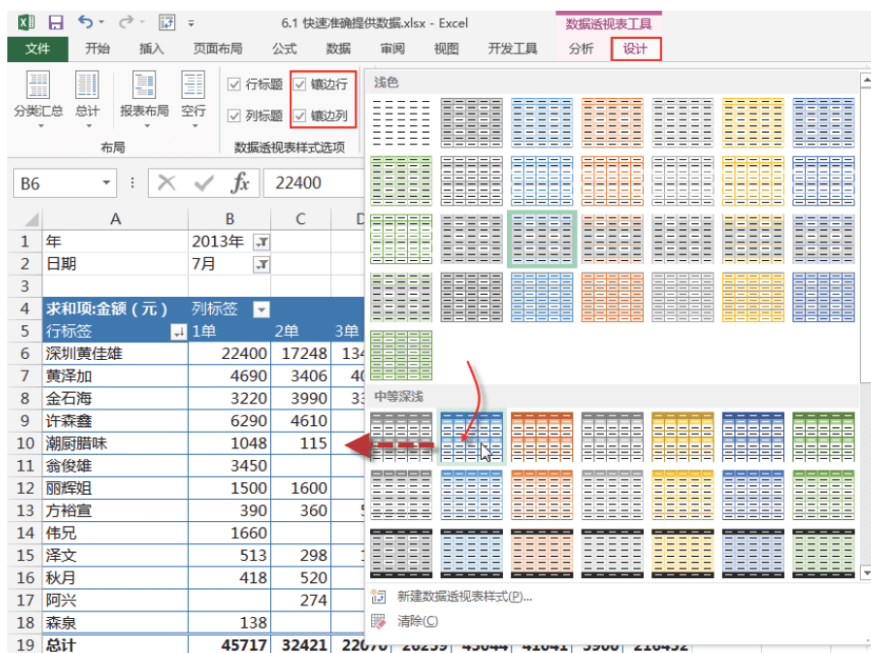 6.1 快速准确提供数据.xlsx - Excel 数据透视表工具
文件 开始 插入 页面布局 公式 数据 审阅 视图 开发工具 分析 设计
浅色
行标题 镶边行
分类汇总 总计 报表布局 空行
列标题 镶边列
布局 数据透视表样式选项
B6 fx 22400
A B C
1 年 2013年
2 日期 7月
3
4 求和项:金额（元） 列标签
5 行标签 1单 2单 3单
6 深圳黄佳雄 22400 17248
7 黄泽加 4690 3406
8 金石海 3220 3990
中等深浅
9 许森鑫 6290 4610
10 潮厨腊味 1048 115
11 翁俊雄 3450
12 丽辉姐 1500 1600
13 方裕宣 390 360
14 伟兄 1660
15 泽文 513 298
16 秋月 418 520
17 阿兴 274
18 森泉 138
新建数据透视表样式(P)...
清除(C)
19 总计 45717 32421